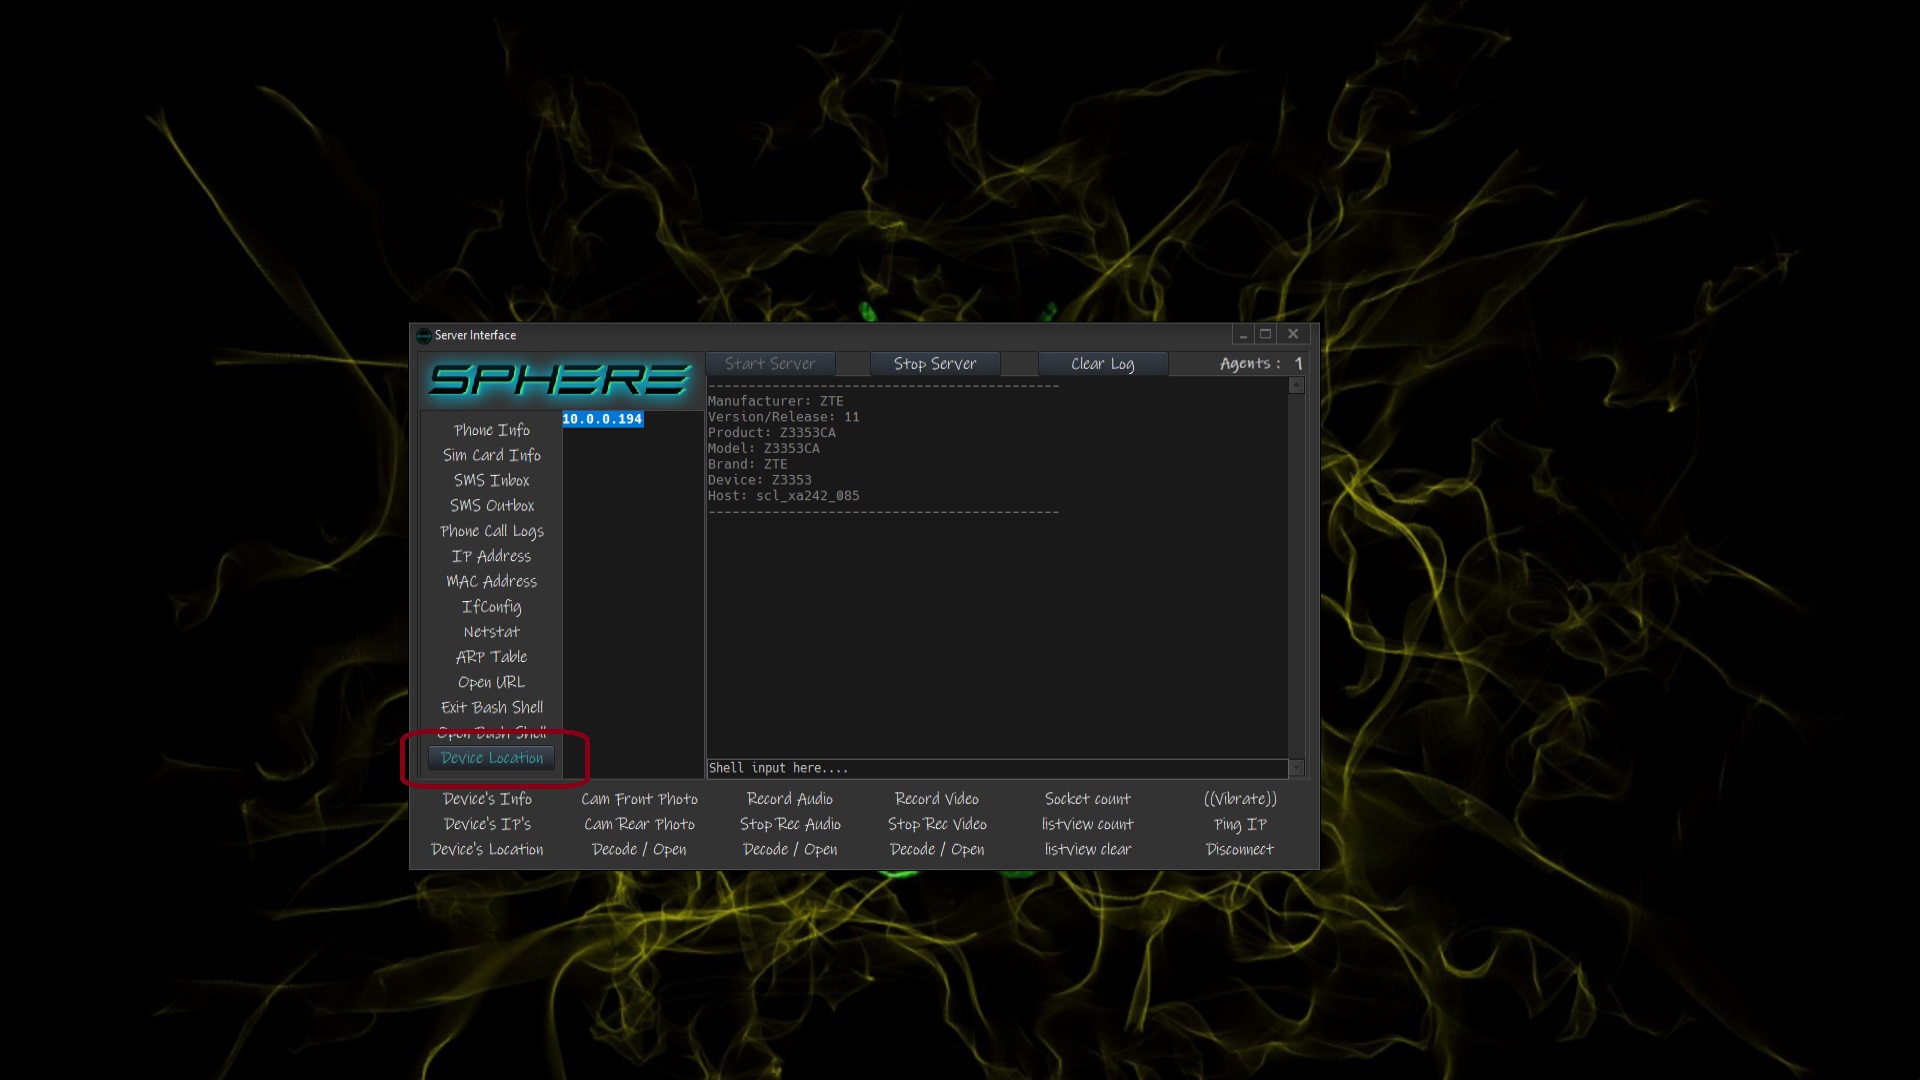 Server Interface
SPHERE
Start Server
Stop Server
Clear Log
Agents : 1
Phone Info
Sim Card Info
SMS Inbox
SMS Outbox
Phone Call Logs
IP Address
MAC Address
IfConfig
Netstat
ARP Table
Open URL
Exit Bash Shell
Open Bash Shell
Device Location
10.0.0.194
--------------------------------------------
Manufacturer: ZTE
Version/Release: 11
Product: Z3353CA
Model: Z3353CA
Brand: ZTE
Device: Z3353
Host: scl_xa242_085
--------------------------------------------
Shell input here....
Device's Info
Cam Front Photo
Record Audio
Record Video
Socket count
((Vibrate))
Device's IP's
Cam Rear Photo
Stop Rec Audio
Stop Rec Video
listview count
Ping IP
Device's Location
Decode / Open
Decode / Open
Decode / Open
listview clear
Disconnect